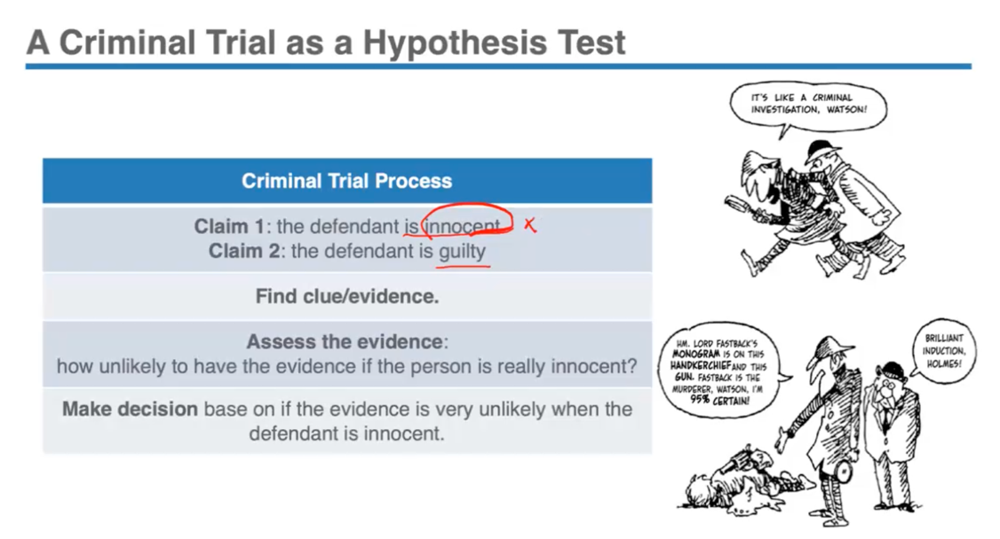 A Criminal Trial as a Hypothesis Test
IT'S LIKE A CRIMINAL
INVESTIGATION, WATSON!
Criminal Trial Process
Claim 1: the defendant is innocent x
Claim 2: the defendant is guilty
Find clue/evidence.
Assess the evidence:
how unlikely to have the evidence if the person is really innocent?
Make decision base on if the evidence is very unlikely when the
defendant is innocent.
HM. LORD FASTBACK'S
MONOGRAM IS ON THIS
HANDKERCHIEF AND THIS
GUN. FASTBACK IS THE
MURDERER, WATSON, I'M
95% CERTAIN!
BRILLIANT
INDUCTION,
HOLMES!